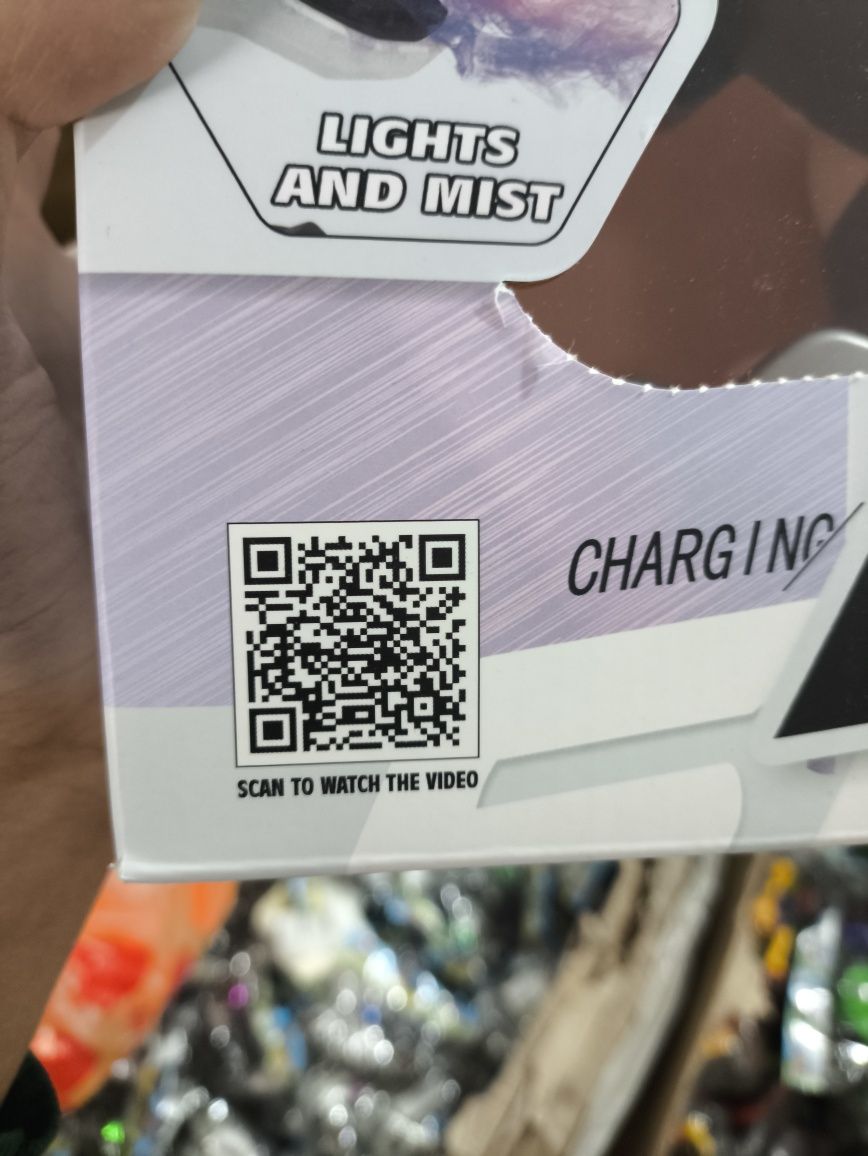 LIGHTS
AND MIST
CHARGING
SCAN TO WATCH THE VIDEO